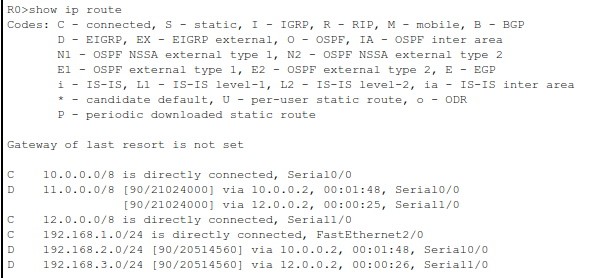 R0>show ip route
Codes: C - connected, S - static, I - IGRP, R - RIP, M - mobile, B - BGP
       D - EIGRP, EX - EIGRP external, O - OSPF, IA - OSPF inter area
       N1 - OSPF NSSA external type 1, N2 - OSPF NSSA external type 2
       E1 - OSPF external type 1, E2 - OSPF external type 2, E - EGP
       i - IS-IS, L1 - IS-IS level-1, L2 - IS-IS level-2, ia - IS-IS inter area
       * - candidate default, U - per-user static route, o - ODR
       P - periodic downloaded static route
Gateway of last resort is not set
C    10.0.0.0/8 is directly connected, Serial0/0
D    11.0.0.0/8 [90/21024000] via 10.0.0.2, 00:01:48, Serial0/0
                [90/21024000] via 12.0.0.2, 00:00:25, Serial1/0
C    12.0.0.0/8 is directly connected, Serial1/0
C    192.168.1.0/24 is directly connected, FastEthernet2/0
D    192.168.2.0/24 [90/20514560] via 10.0.0.2, 00:01:48, Serial0/0
D    192.168.3.0/24 [90/20514560] via 12.0.0.2, 00:00:26, Serial1/0